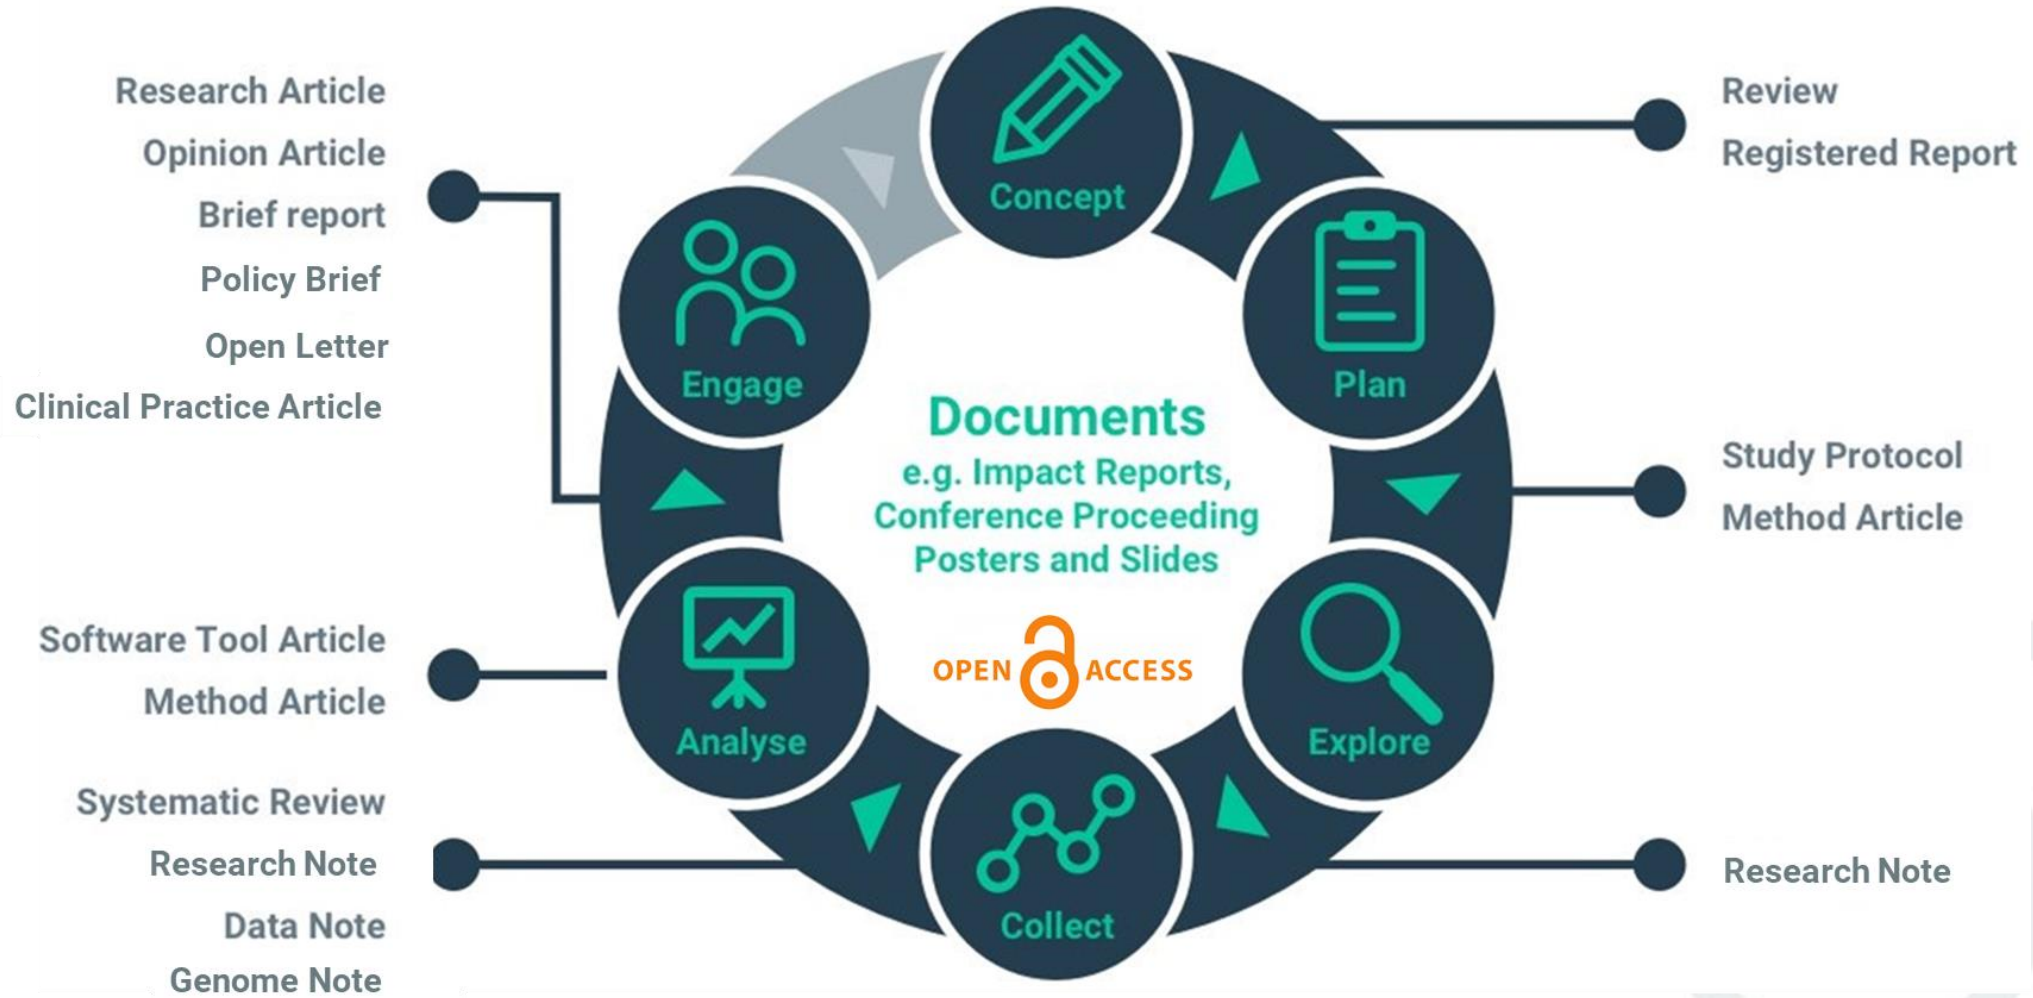 Research Article
Opinion Article
Brief report
Policy Brief
Open Letter
Clinical Practice Article
Software Tool Article
Method Article
Systematic Review
Research Note
Data Note
Genome Note
Concept
Plan
Explore
Collect
Analyse
Engage
Documents
e.g. Impact Reports,
Conference Proceeding
Posters and Slides
OPEN ACCESS
Review
Registered Report
Study Protocol
Method Article
Research Note